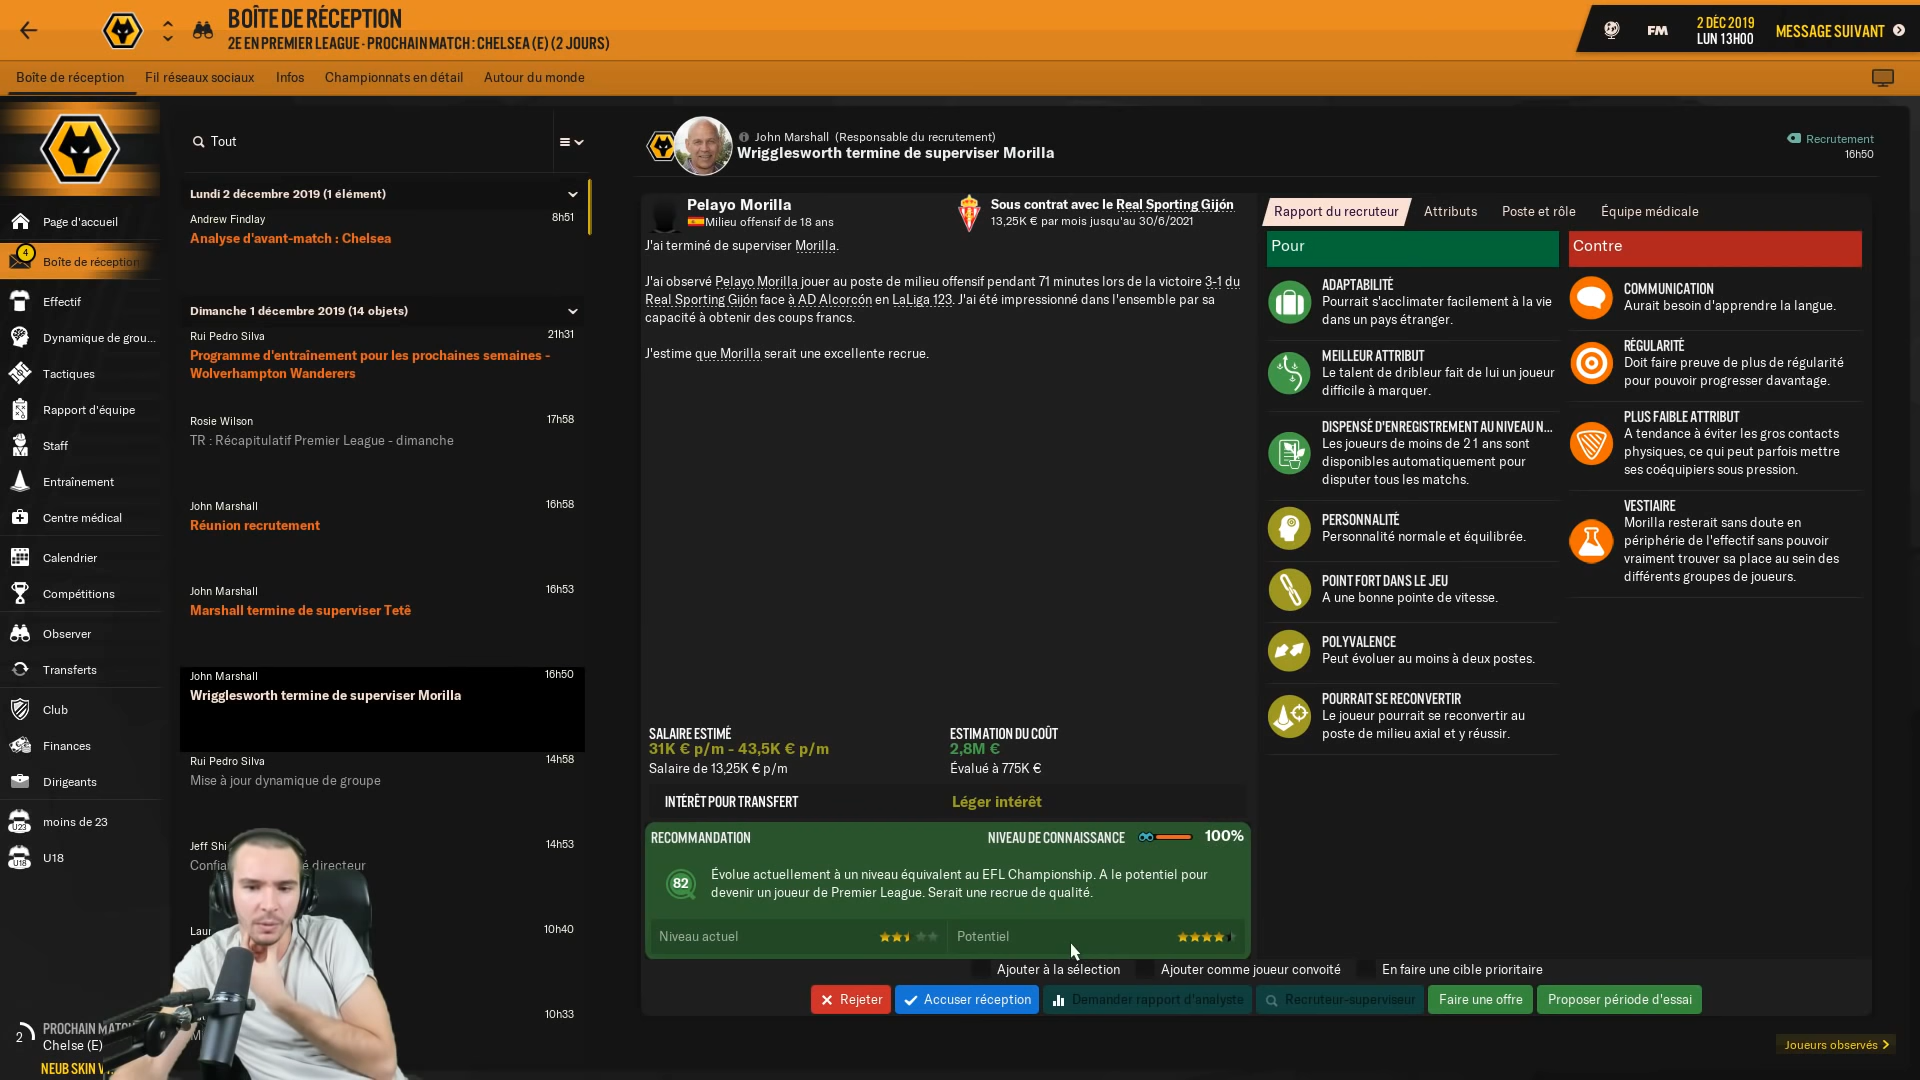 BOÎTE DE RÉCEPTION
2E EN PREMIER LEAGUE · PROCHAIN MATCH : CHELSEA (E) (2 JOURS)
FM
2 DÉC 2019
LUN 13H00
MESSAGE SUIVANT
Boîte de réception
Fil réseaux sociaux
Infos
Championnats en détail
Autour du monde
Page d'accueil
4
Boîte de réception
Effectif
Dynamique de grou...
Tactiques
Rapport d'équipe
Staff
Entraînement
Centre médical
Calendrier
Compétitions
Observer
Transferts
Club
Finances
Dirigeants
U23
moins de 23
U18
U18
2
PROCHAIN MATC
Chelse (E)
NEUB SKIN V
Tout
Lundi 2 décembre 2019 (1 élément)
Andrew Findlay
8h51
Analyse d'avant-match : Chelsea
Dimanche 1 décembre 2019 (14 objets)
Rui Pedro Silva
21h31
Programme d'entraînement pour les prochaines semaines -
Wolverhampton Wanderers
Rosie Wilson
17h58
TR : Récapitulatif Premier League - dimanche
John Marshall
16h58
Réunion recrutement
John Marshall
16h53
Marshall termine de superviser Tetê
John Marshall
16h50
Wrigglesworth termine de superviser Morilla
Rui Pedro Silva
14h58
Mise à jour dynamique de groupe
Jeff Shi
14h53
Confia
é directeur
Laur
10h40
10h33
John Marshall (Responsable du recrutement)
Wrigglesworth termine de superviser Morilla
Recrutement
16h50
Pelayo Morilla
Milieu offensif de 18 ans
Sous contrat avec le Real Sporting Gijón
13,25K € par mois jusqu'au 30/6/2021
J'ai terminé de superviser Morilla.
J'ai observé Pelayo Morilla jouer au poste de milieu offensif pendant 71 minutes lors de la victoire 3-1 du
Real Sporting Gijón face à AD Alcorcón en LaLiga 123. J'ai été impressionné dans l'ensemble par sa
capacité à obtenir des coups francs.
J'estime que Morilla serait une excellente recrue.
SALAIRE ESTIMÉ
31K € p/m - 43,5K € p/m
Salaire de 13,25K € p/m
ESTIMATION DU COÛT
2,8M €
Évalué à 775K €
INTÉRÊT POUR TRANSFERT
Léger intérêt
RECOMMANDATION
NIVEAU DE CONNAISSANCE
100%
82
Évolue actuellement à un niveau équivalent au EFL Championship. A le potentiel pour
devenir un joueur de Premier League. Serait une recrue de qualité.
Niveau actuel
Potentiel
Rapport du recruteur
Attributs
Poste et rôle
Équipe médicale
Pour
ADAPTABILITÉ
Pourrait s'acclimater facilement à la vie
dans un pays étranger.
MEILLEUR ATTRIBUT
Le talent de dribleur fait de lui un joueur
difficile à marquer.
DISPENSÉ D'ENREGISTREMENT AU NIVEAU N...
Les joueurs de moins de 21 ans sont
disponibles automatiquement pour
disputer tous les matchs.
PERSONNALITÉ
Personnalité normale et équilibrée.
POINT FORT DANS LE JEU
A une bonne pointe de vitesse.
POLYVALENCE
Peut évoluer au moins à deux postes.
POURRAIT SE RECONVERTIR
Le joueur pourrait se reconvertir au
poste de milieu axial et y réussir.
Contre
COMMUNICATION
Aurait besoin d'apprendre la langue.
RÉGULARITÉ
Doit faire preuve de plus de régularité
pour pouvoir progresser davantage.
PLUS FAIBLE ATTRIBUT
A tendance à éviter les gros contacts
physiques, ce qui peut parfois mettre
ses coéquipiers sous pression.
VESTIAIRE
Morilla resterait sans doute en
périphérie de l'effectif sans pouvoir
vraiment trouver sa place au sein des
différents groupes de joueurs.
Ajouter à la sélection
Ajouter comme joueur convoité
En faire une cible prioritaire
Rejeter
Accuser réception
Demander rapport d'analyste
Recruteur-superviseur
Faire une offre
Proposer période d'essai
Joueurs observés